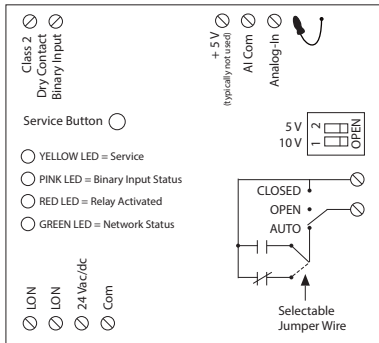 Class 2
Dry Contact
Binary Input
+ 5 V
(typically not used)
AI Com
Analog-In
Service Button
5 V
10 V
2
1
OPEN
YELLOW LED = Service
PINK LED = Binary Input Status
RED LED = Relay Activated
GREEN LED = Network Status
CLOSED
OPEN
AUTO
LON
LON
24 Vac/dc
Com
Selectable
Jumper Wire